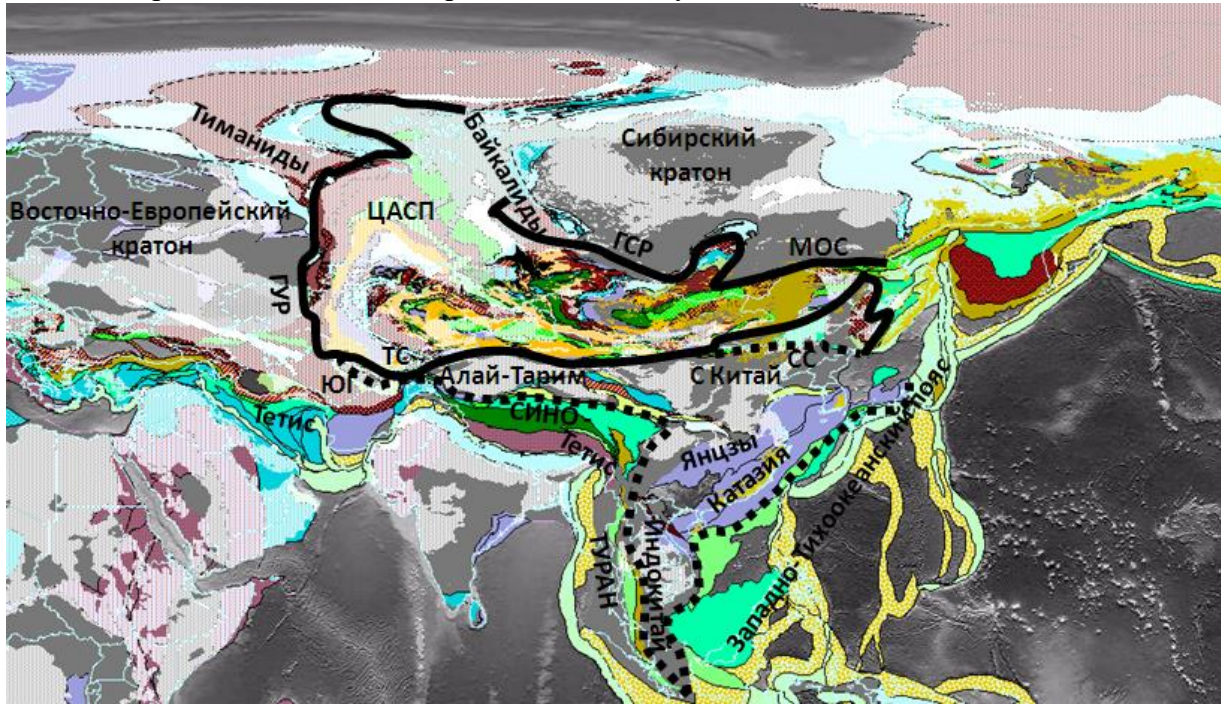 Тиманиды
Байкалиды
Сибирский
кратон
Восточно-Европейский
кратон
ЦАСП
ГСР
МОС
ГУР
ТС
ЮГ
Алай-Тарим
С Китай
СС
Тетис
СИНО
Тетис
Янцзы
Катазия
Индокитай
ТУРАН
Западно-Тихоокеанский пояс